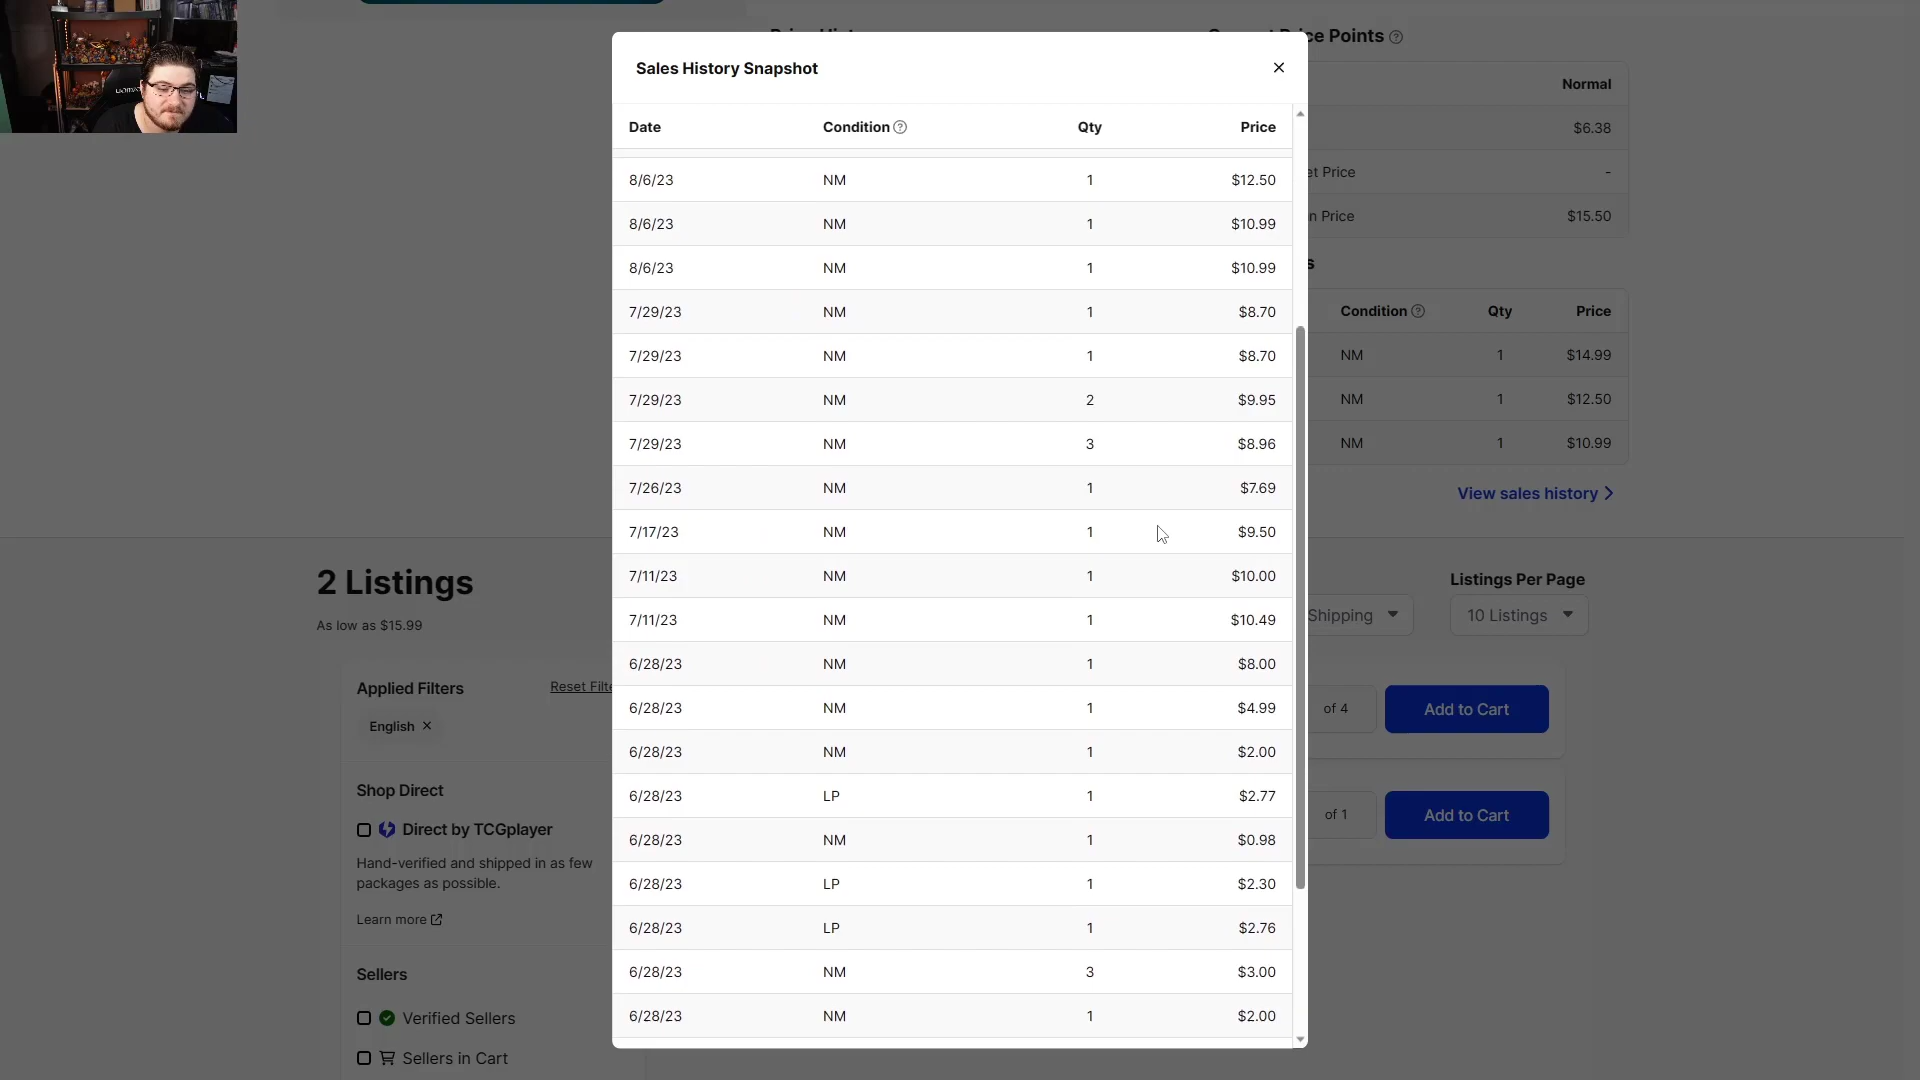 Price Points
Normal
$6.38
et Price -
n Price $15.50
s
Condition Qty Price
NM 1 $14.99
NM 1 $12.50
NM 1 $10.99
View sales history
Sales History Snapshot
Date Condition Qty Price
8/6/23 NM 1 $12.50
8/6/23 NM 1 $10.99
8/6/23 NM 1 $10.99
7/29/23 NM 1 $8.70
7/29/23 NM 1 $8.70
7/29/23 NM 2 $9.95
7/29/23 NM 3 $8.96
7/26/23 NM 1 $7.69
7/17/23 NM 1 $9.50
7/11/23 NM 1 $10.00
7/11/23 NM 1 $10.49
6/28/23 NM 1 $8.00
6/28/23 NM 1 $4.99
6/28/23 NM 1 $2.00
6/28/23 LP 1 $2.77
6/28/23 NM 1 $0.98
6/28/23 LP 1 $2.30
6/28/23 LP 1 $2.76
6/28/23 NM 3 $3.00
6/28/23 NM 1 $2.00
2 Listings
As low as $15.99
Applied Filters
Reset Filte
English
Shop Direct
Direct by TCGplayer
Hand-verified and shipped in as few
packages as possible.
Learn more
Sellers
Verified Sellers
Sellers in Cart
Listings Per Page
Shipping
10 Listings
of 4
Add to Cart
of 1
Add to Cart